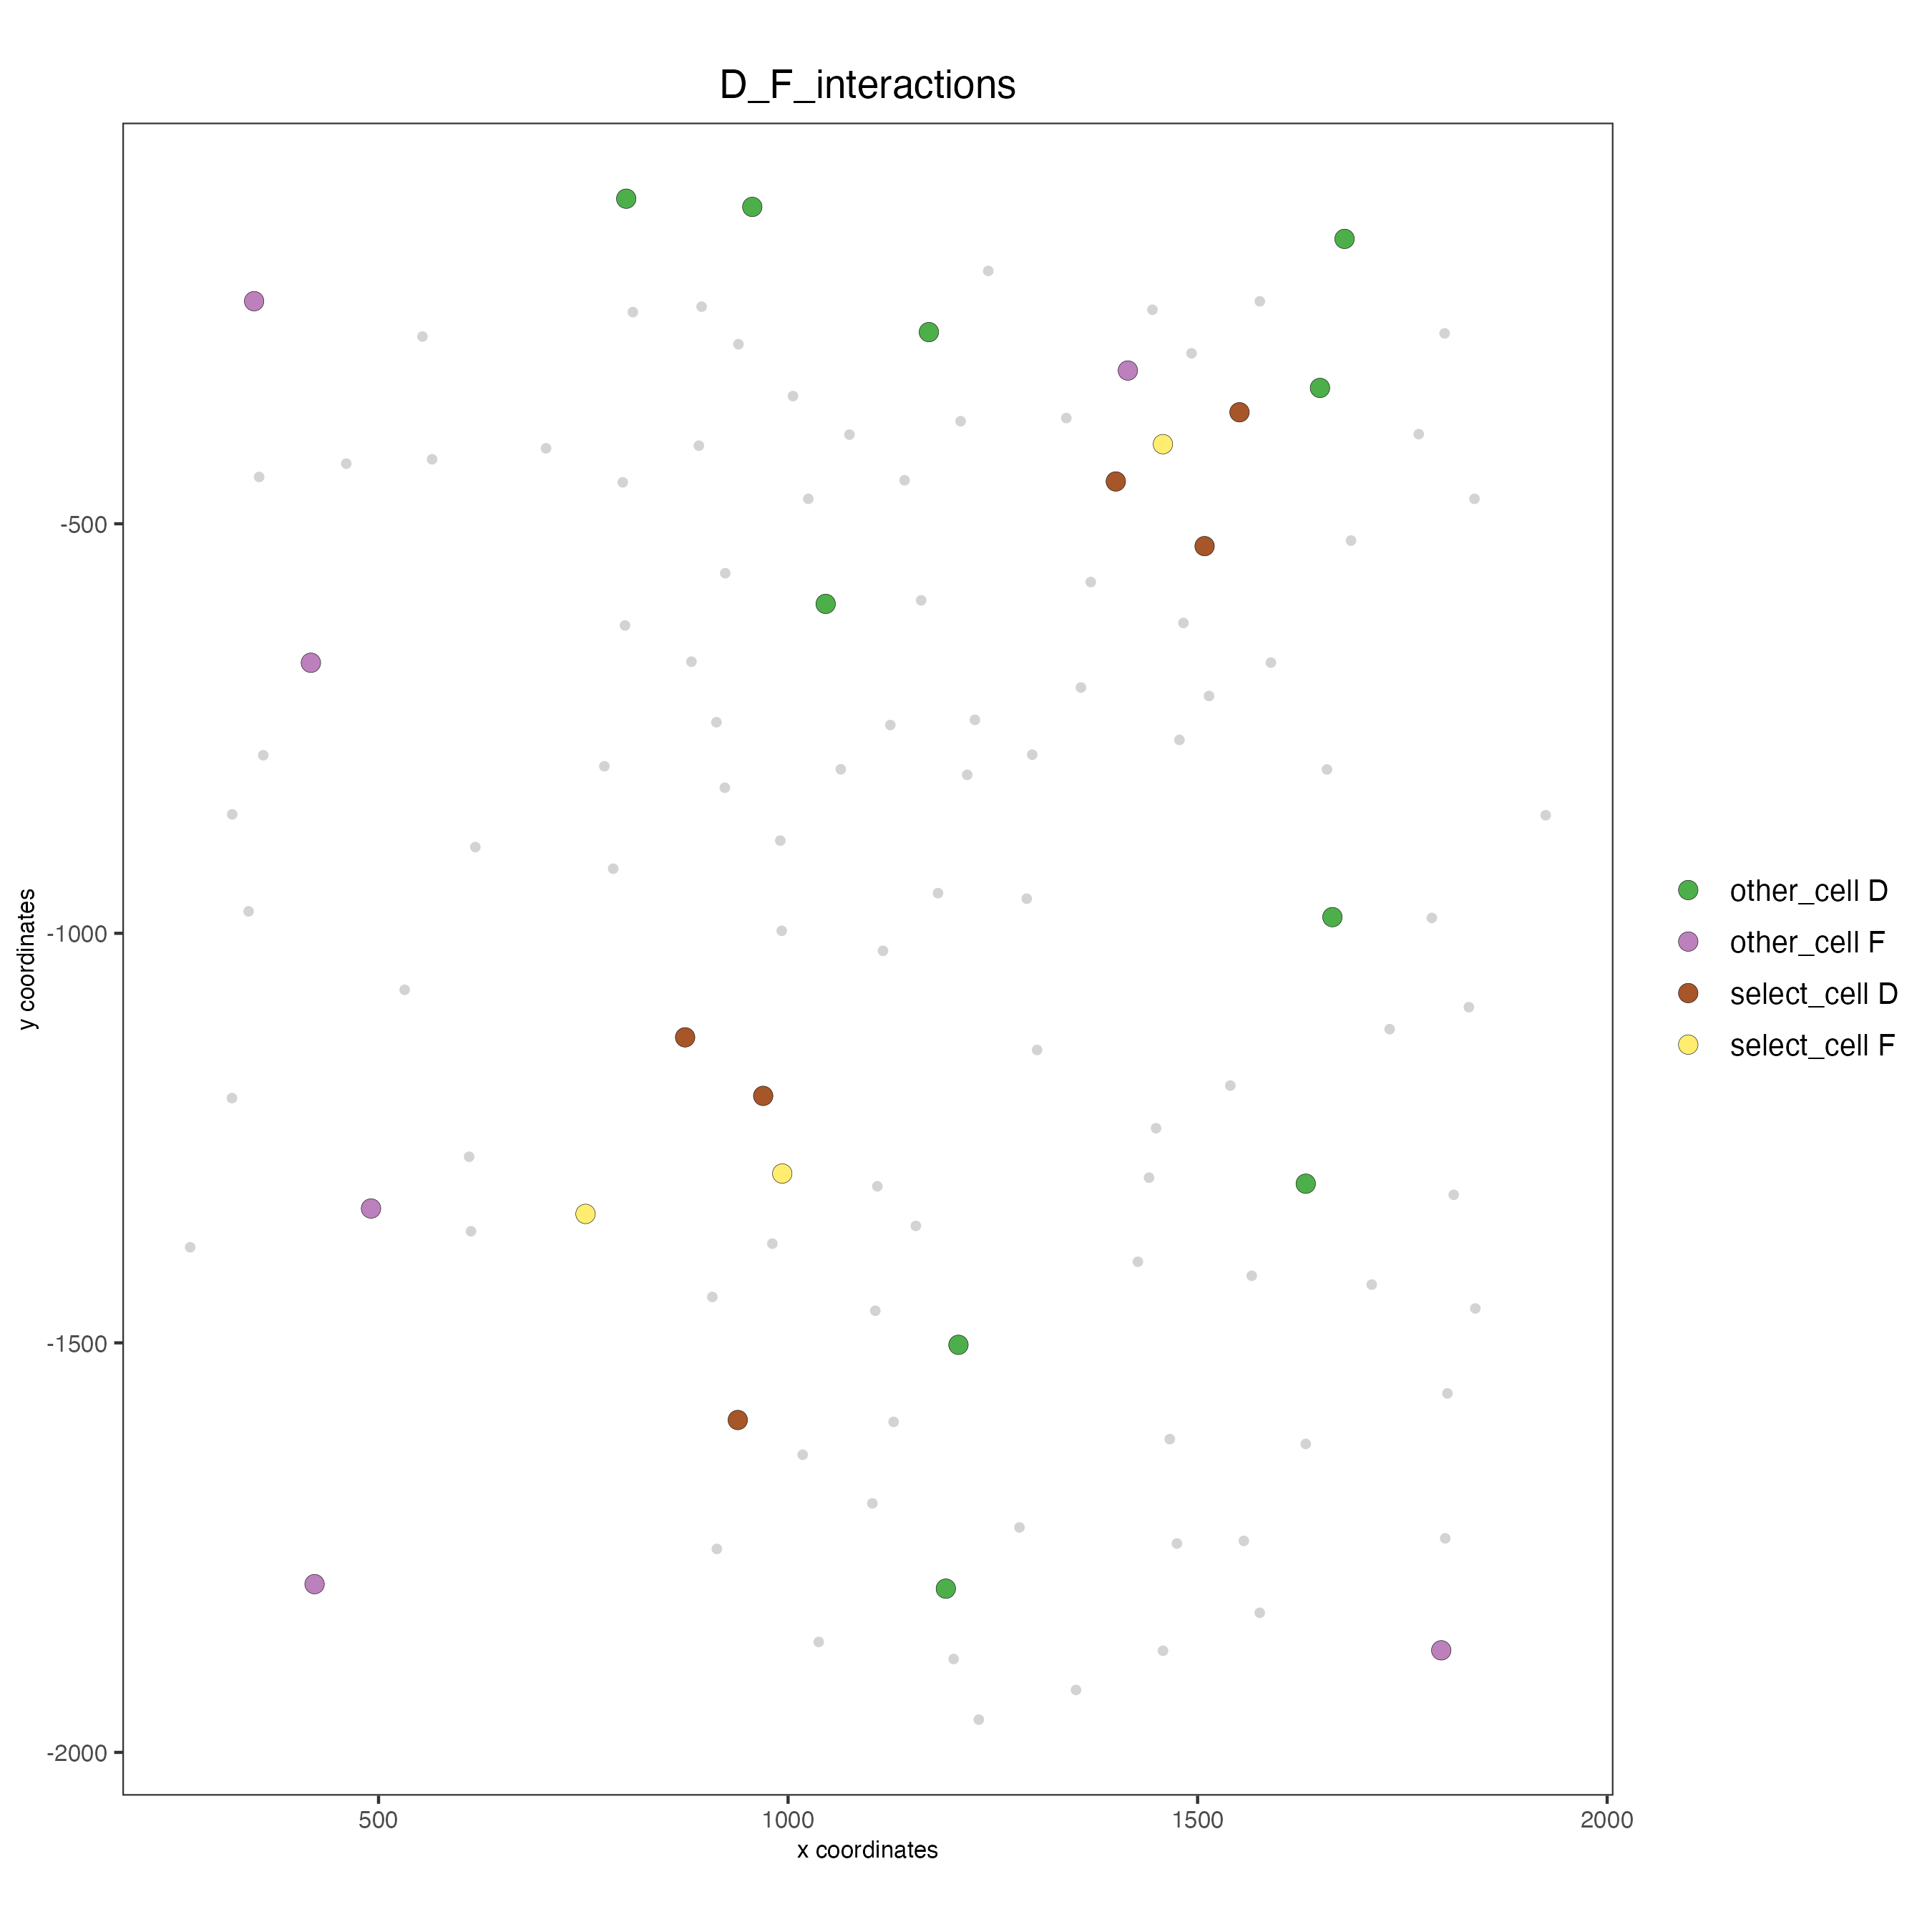 D_F_interactions
y coordinates
-500
-1000
-1500
-2000
500
1000
1500
2000
x coordinates
other_cell D
other_cell F
select_cell D
select_cell F